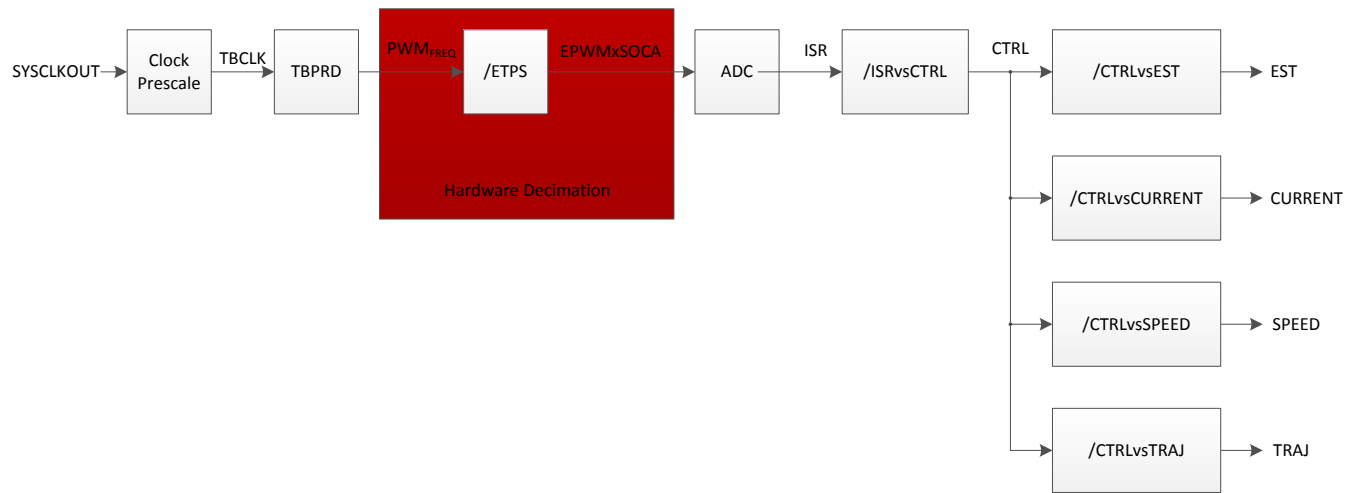 SYSCLKOUT
Clock
Prescale
TBCLK
TBPRD
PWMFREQ
/ETPS
EPWMxSOCA
Hardware Decimation
ADC
ISR
/ISRvsCTRL
CTRL
/CTRLvsEST
EST
/CTRLvsCURRENT
CURRENT
/CTRLvsSPEED
SPEED
/CTRLvsTRAJ
TRAJ